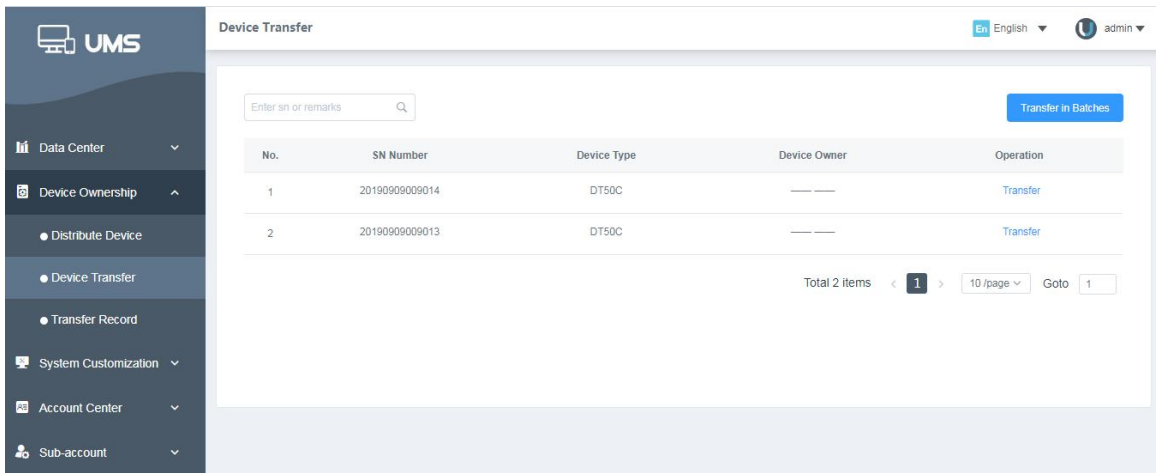 UMS
Device Transfer
En English
admin
Enter sn or remarks
Transfer in Batches
Data Center
No. SN Number Device Type Device Owner Operation
Device Ownership
1 20190909009014 DT50C —— —— Transfer
Distribute Device
2 20190909009013 DT50C —— —— Transfer
Device Transfer
Total 2 items < 1 > 10 /page Goto 1
Transfer Record
System Customization
Account Center
Sub-account